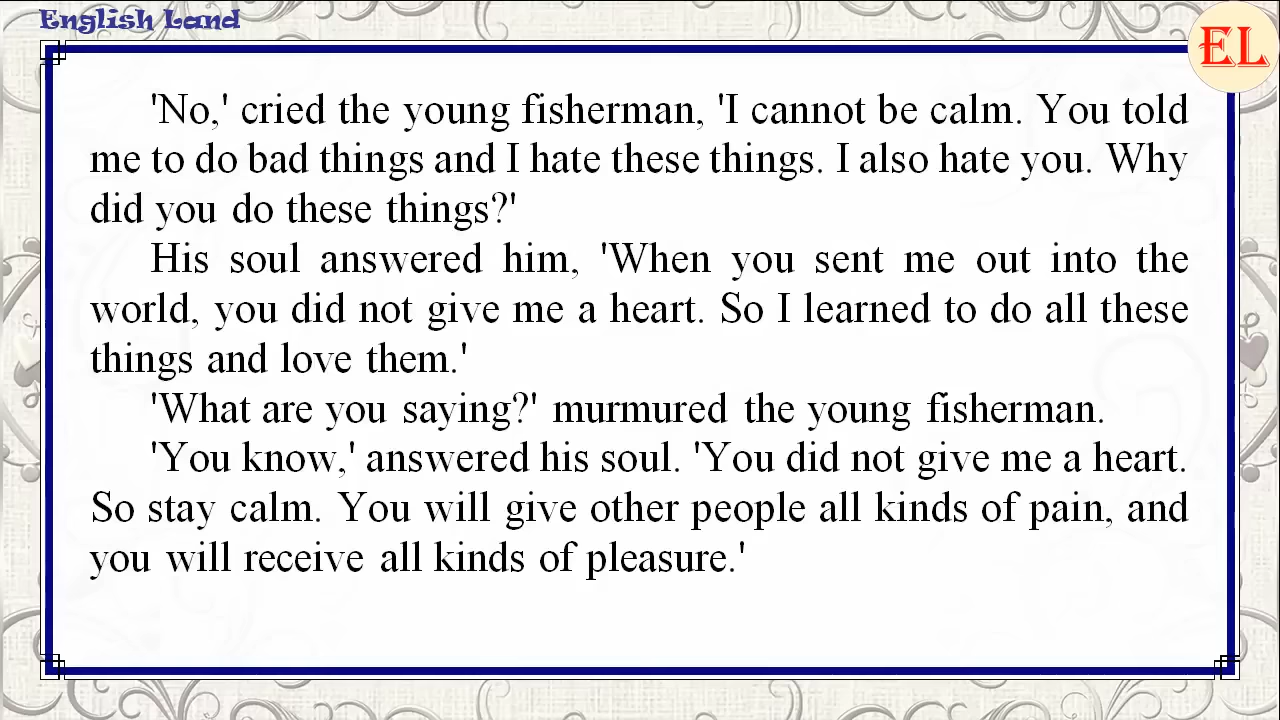 English Land
EL
'No,' cried the young fisherman, 'I cannot be calm. You told
me to do bad things and I hate these things. I also hate you. Why
did you do these things?'
His soul answered him, 'When you sent me out into the
world, you did not give me a heart. So I learned to do all these
things and love them.'
'What are you saying?' murmured the young fisherman.
'You know,' answered his soul. 'You did not give me a heart.
So stay calm. You will give other people all kinds of pain, and
you will receive all kinds of pleasure.'